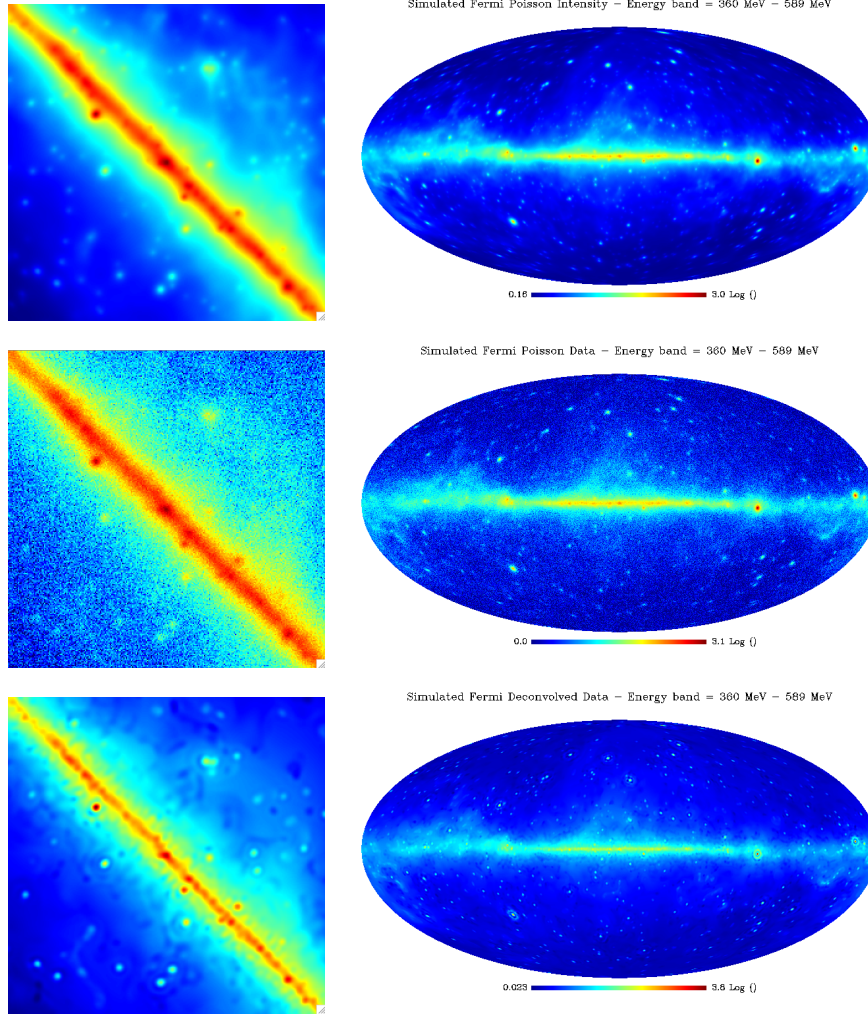 Simulated Fermi Poisson Intensity – Energy band = 360 MeV – 589 MeV
0.16 3.0 Log ()
Simulated Fermi Poisson Data – Energy band = 360 MeV – 589 MeV
0.0 3.1 Log ()
Simulated Fermi Deconvolved Data – Energy band = 360 MeV – 589 MeV
0.023 3.8 Log ()